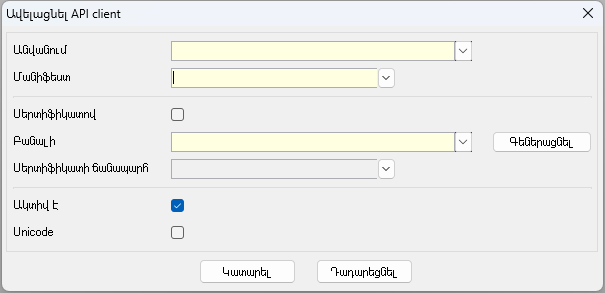 Ավելացնել API client
Անվանում
Մանիֆեստ
Սերտիֆիկատով
Բանալի
Գեներացնել
Սերտիֆիկատի ճանապարհ
Ակտիվ է
Unicode
Կատարել
Դադարեցնել